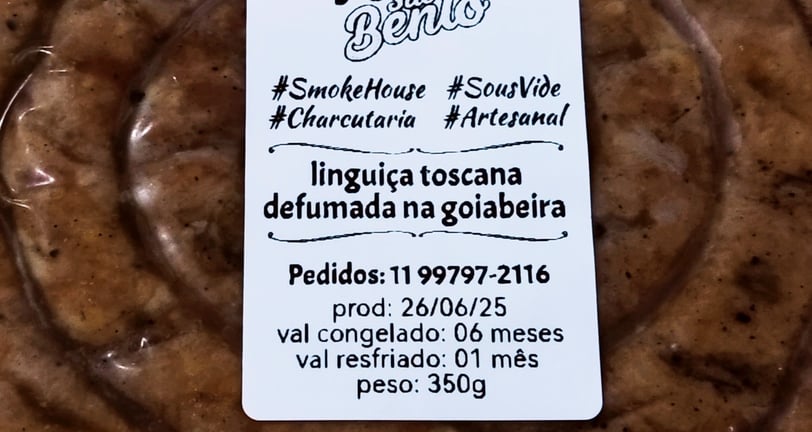 Bento
#SmokeHouse #SousVide
#Charcutaria #Artesanal
linguiça toscana
defumada na goiabeira
Pedidos: 11 99797-2116
prod: 26/06/25
val congelado: 06 meses
val resfriado: 01 mês
peso: 350g